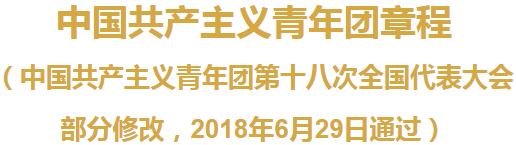 中国共产主义青年团章程
（中国共产主义青年团第十八次全国代表大会
部分修改，2018年6月29日通过）